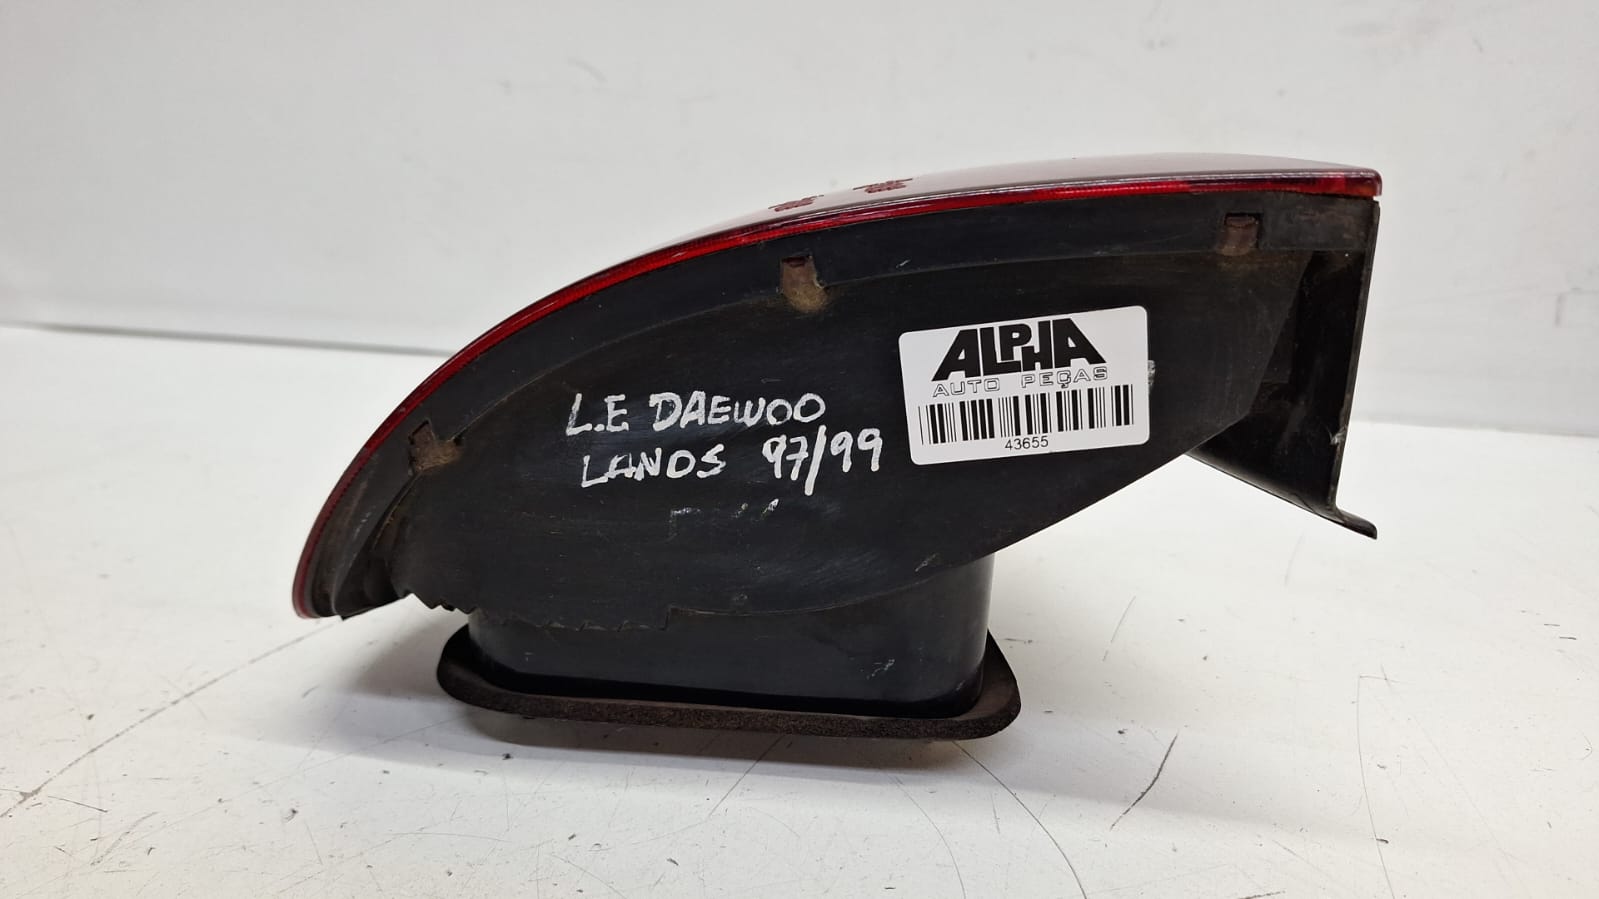 L.E DAEWOO
LANOS 97/99
ALPHA
AUTO PEÇAS
43655